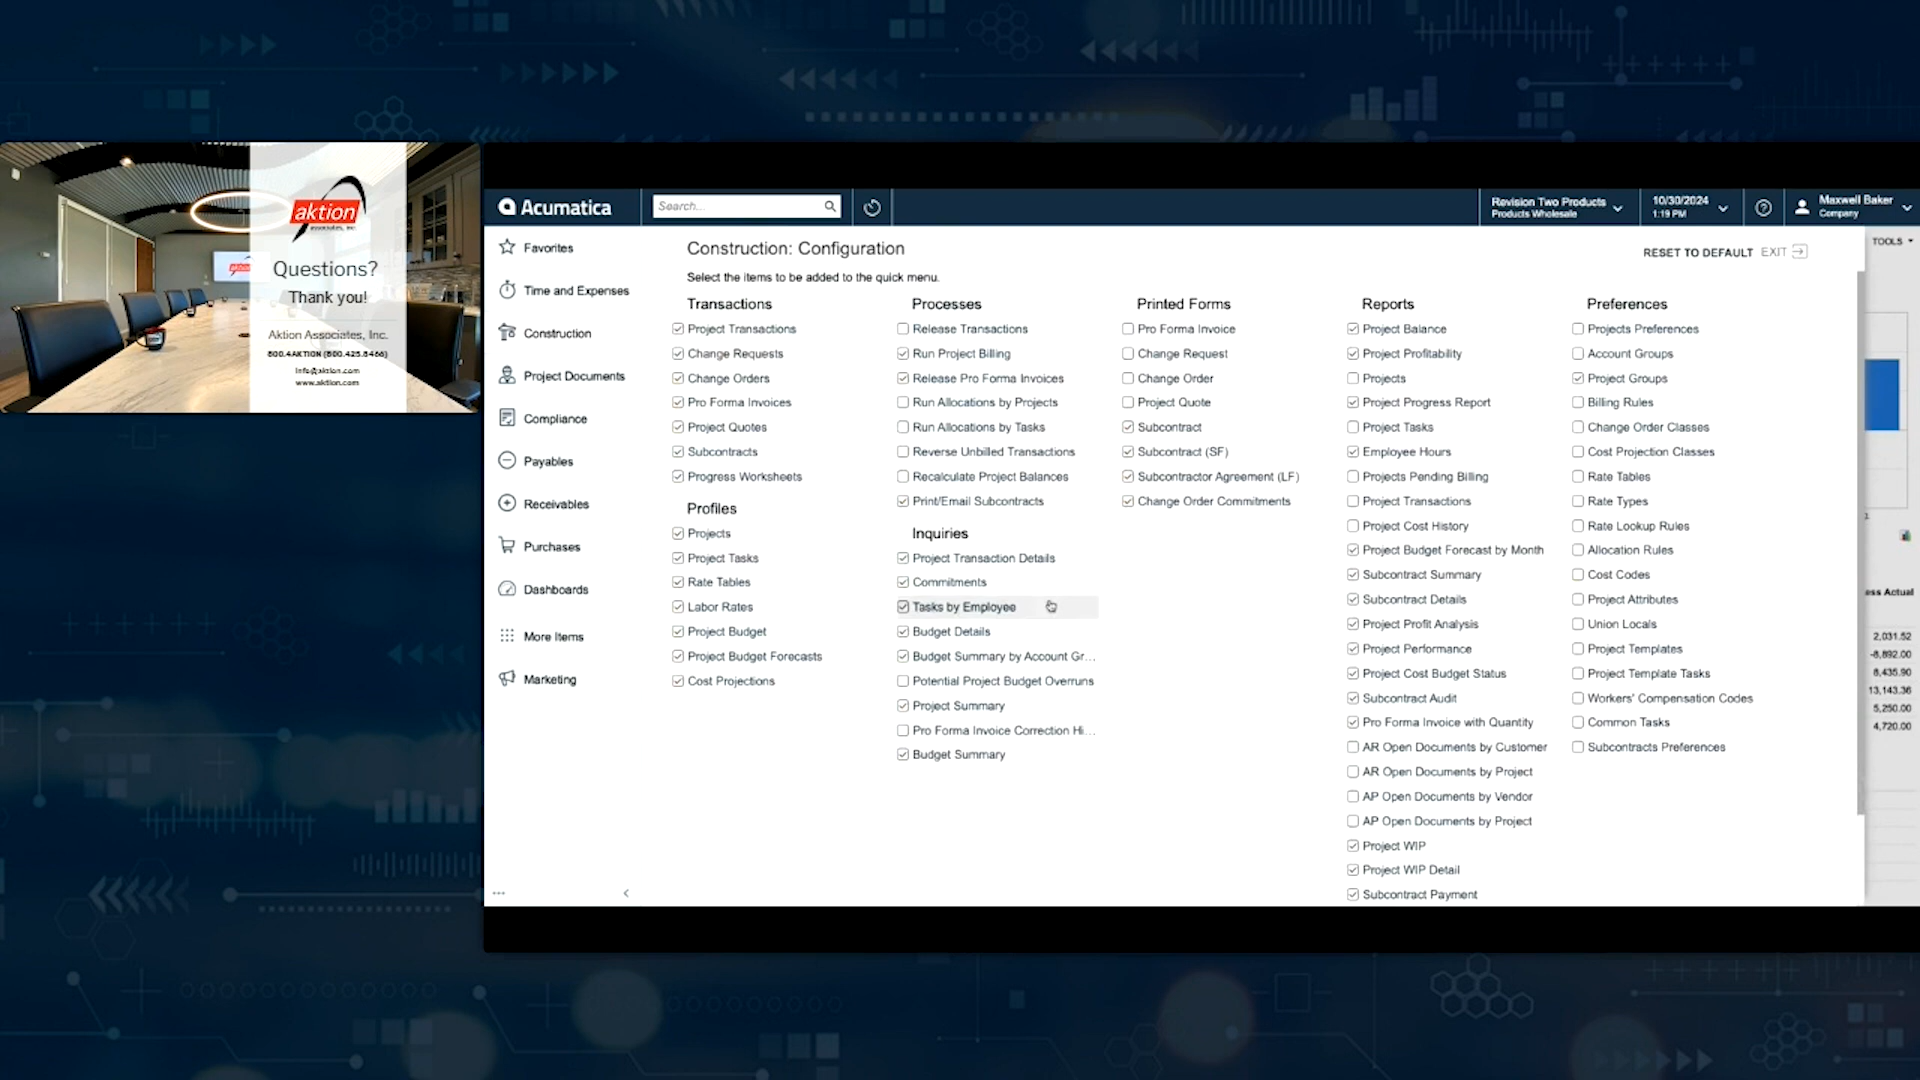 aktion
associates, inc.
Questions?
Thank you!
Aktion Associates, Inc.
800.4AKTION (800.425.8466)
info@aktion.com
www.aktion.com
Acumatica
Search...
Revision Two Products
Products Wholesale
10/30/2024
1:19 PM
Maxwell Baker
Company
TOOLS
Favorites
Time and Expenses
Construction
Project Documents
Compliance
Payables
Receivables
Purchases
Dashboards
More Items
Marketing
Construction: Configuration
RESET TO DEFAULT EXIT
Select the items to be added to the quick menu.
Transactions
Project Transactions
Change Requests
Change Orders
Pro Forma Invoices
Project Quotes
Subcontracts
Progress Worksheets
Profiles
Projects
Project Tasks
Rate Tables
Labor Rates
Project Budget
Project Budget Forecasts
Cost Projections
Processes
Release Transactions
Run Project Billing
Release Pro Forma Invoices
Run Allocations by Projects
Run Allocations by Tasks
Reverse Unbilled Transactions
Recalculate Project Balances
Print/Email Subcontracts
Inquiries
Project Transaction Details
Commitments
Tasks by Employee
Budget Details
Budget Summary by Account Gr...
Potential Project Budget Overruns
Project Summary
Pro Forma Invoice Correction Hi...
Budget Summary
Printed Forms
Pro Forma Invoice
Change Request
Change Order
Project Quote
Subcontract
Subcontract (SF)
Subcontractor Agreement (LF)
Change Order Commitments
Reports
Project Balance
Project Profitability
Projects
Project Progress Report
Project Tasks
Employee Hours
Projects Pending Billing
Project Transactions
Project Cost History
Project Budget Forecast by Month
Subcontract Summary
Subcontract Details
Project Profit Analysis
Project Performance
Project Cost Budget Status
Subcontract Audit
Pro Forma Invoice with Quantity
AR Open Documents by Customer
AR Open Documents by Project
AP Open Documents by Vendor
AP Open Documents by Project
Project WIP
Project WIP Detail
Subcontract Payment
Preferences
Projects Preferences
Account Groups
Project Groups
Billing Rules
Change Order Classes
Cost Projection Classes
Rate Tables
Rate Types
Rate Lookup Rules
Allocation Rules
Cost Codes
Project Attributes
Union Locals
Project Templates
Project Template Tasks
Workers' Compensation Codes
Common Tasks
Subcontracts Preferences
ess Actual
2,031.52
-8,892.00
8,435.90
13,143.36
5,250.00
4,720.00